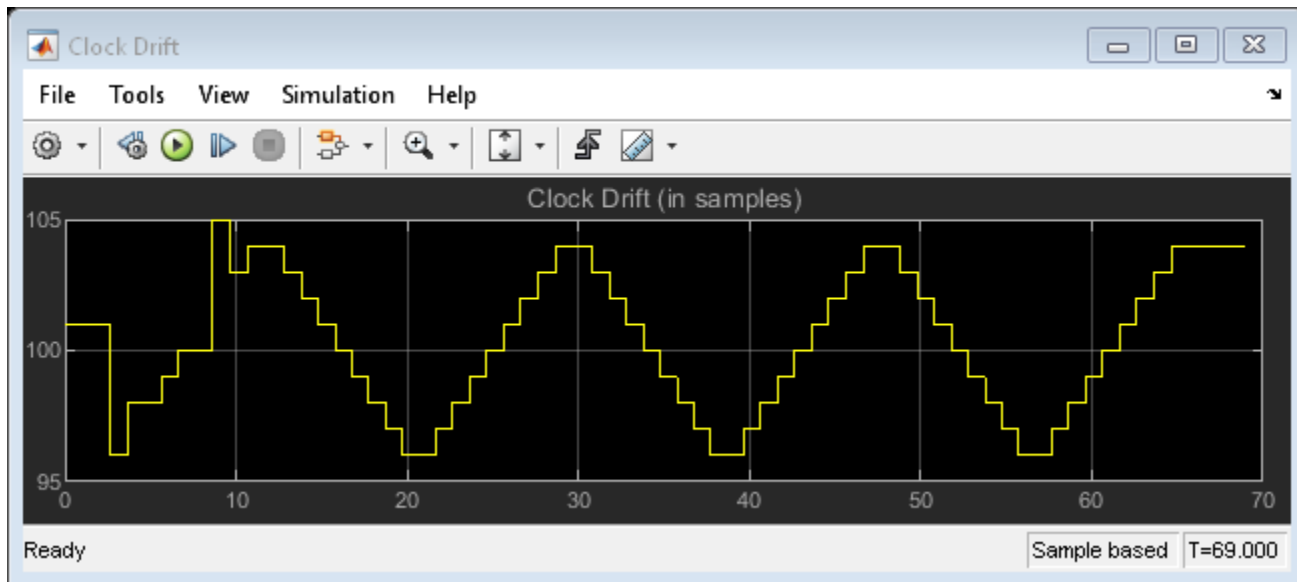 Clock Drift
File Tools View Simulation Help
Clock Drift (in samples)
105
100
95
0 10 20 30 40 50 60 70
Ready Sample based T=69.000